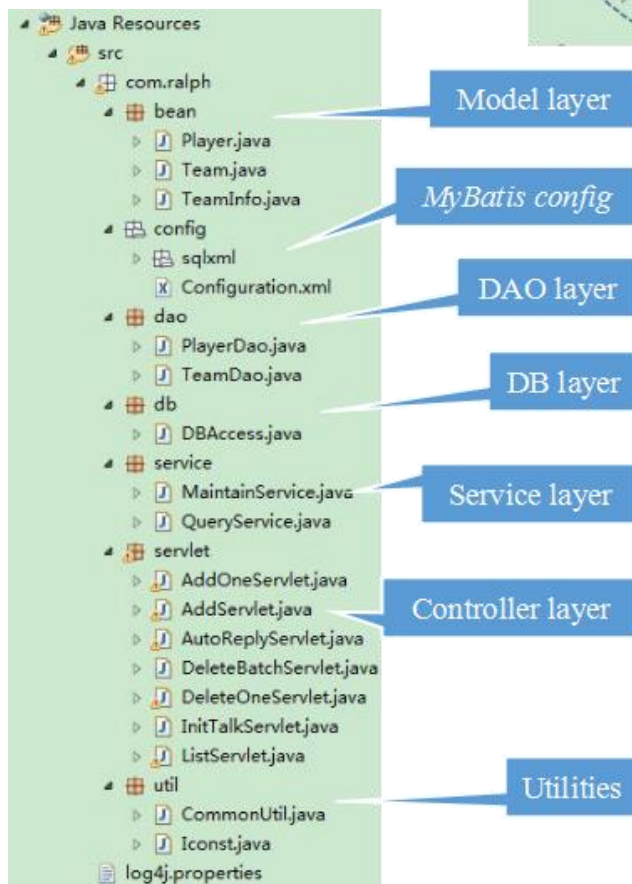 Java Resources
src
com.ralph
bean
Model layer
Player.java
Team.java
TeamInfo.java
MyBatis config
config
sqlxml
Configuration.xml
DAO layer
dao
PlayerDao.java
TeamDao.java
DB layer
db
DBAccess.java
service
MaintainService.java
Service layer
QueryService.java
servlet
AddOneServlet.java
AddServlet.java
Controller layer
AutoReplyServlet.java
DeleteBatchServlet.java
DeleteOneServlet.java
InitTalkServlet.java
ListServlet.java
util
Utilities
CommonUtil.java
Iconst.java
log4j.properties